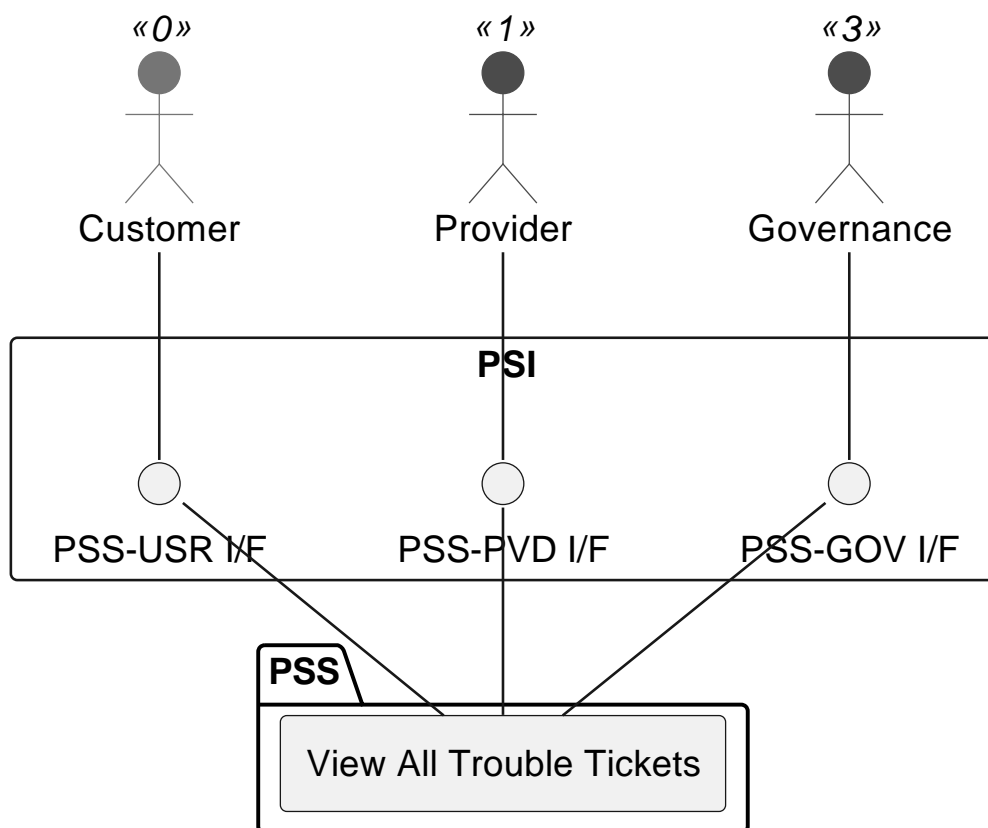 «0» «1» «3»
Customer Provider Governance
PSI
PSS-USR I/F PSS-PVD I/F PSS-GOV I/F
PSS
View All Trouble Tickets